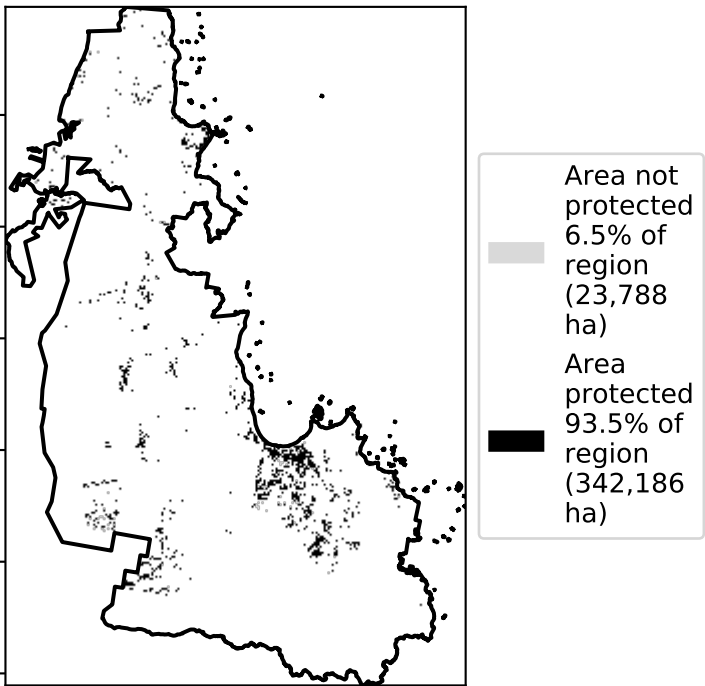 Area not
protected
6.5% of
region
(23,788
ha)
Area
protected
93.5% of
region
(342,186
ha)